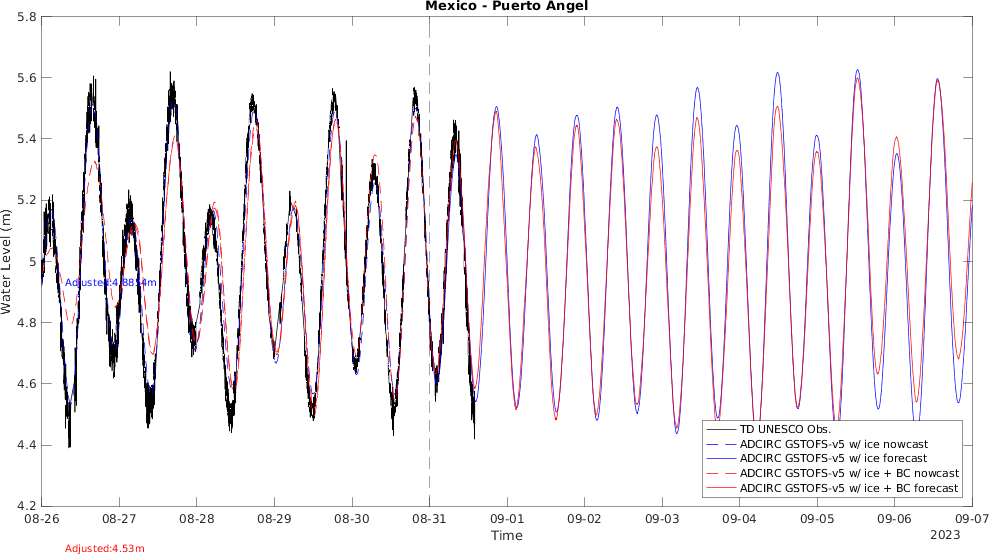 Mexico - Puerto Angel
5.8
5.6
5.4
5.2
5
4.8
4.6
4.4
4.2
Water Level (m)
Adjusted:4.8854m
TD UNESCO Obs.
ADCIRC GSTOFS-v5 w/ ice nowcast
ADCIRC GSTOFS-v5 w/ ice forecast
ADCIRC GSTOFS-v5 w/ ice + BC nowcast
ADCIRC GSTOFS-v5 w/ ice + BC forecast
08-26 08-27 08-28 08-29 08-30 08-31 09-01 09-02 09-03 09-04 09-05 09-06 09-07
Time
2023
Adjusted:4.53m